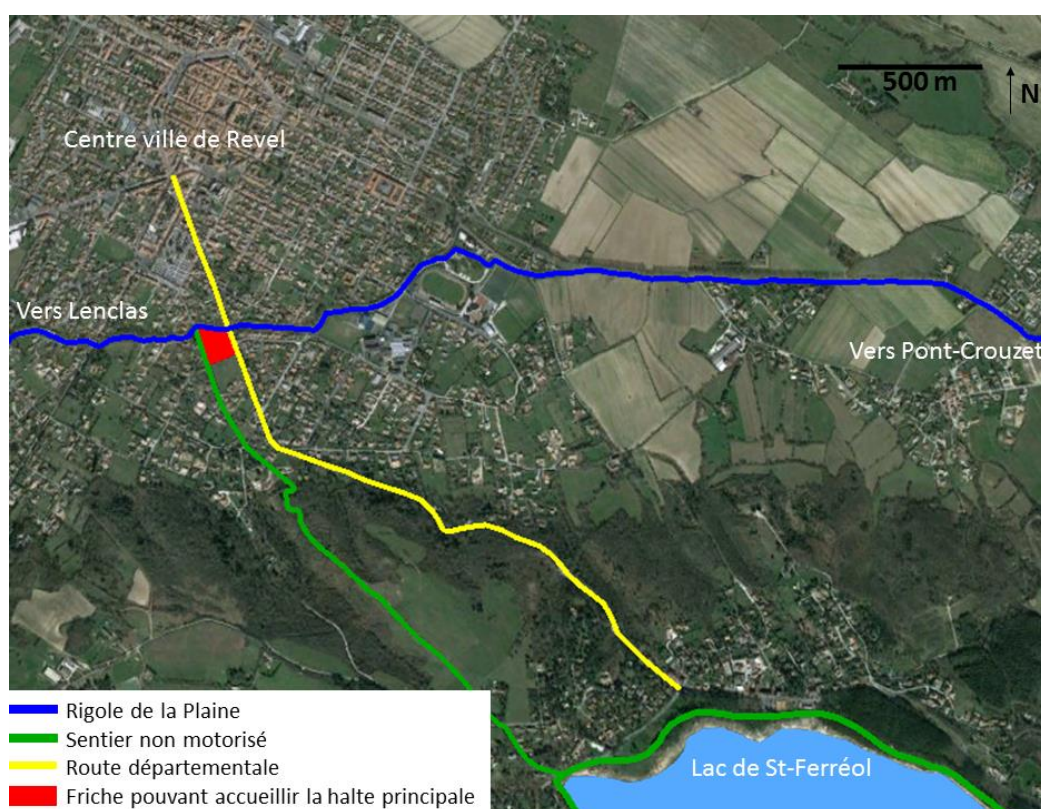 500 m
N
Centre ville de Revel
Vers Lenclas
Vers Pont-Crouzet
Lac de St-Ferréol
Rigole de la Plaine
Sentier non motorisé
Route départementale
Friche pouvant accueillir la halte principale